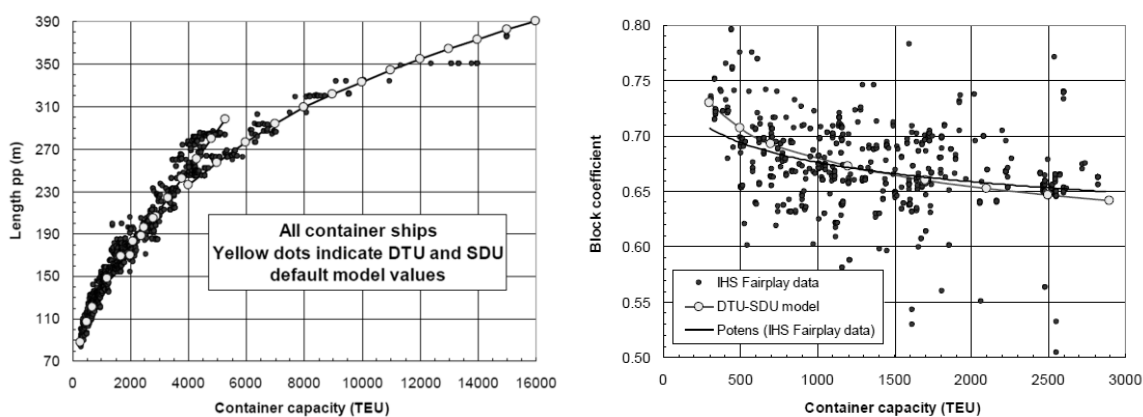 390
350
310
270
230
190
150
110
70
Length pp (m)
All container ships
Yellow dots indicate DTU and SDU
default model values
0 2000 4000 6000 8000 10000 12000 14000 16000
Container capacity (TEU)
0.80
0.75
0.70
0.65
0.60
0.55
0.50
Block coefficient
IHS Fairplay data
DTU-SDU model
Potens (IHS Fairplay data)
0 500 1000 1500 2000 2500 3000
Container capacity (TEU)